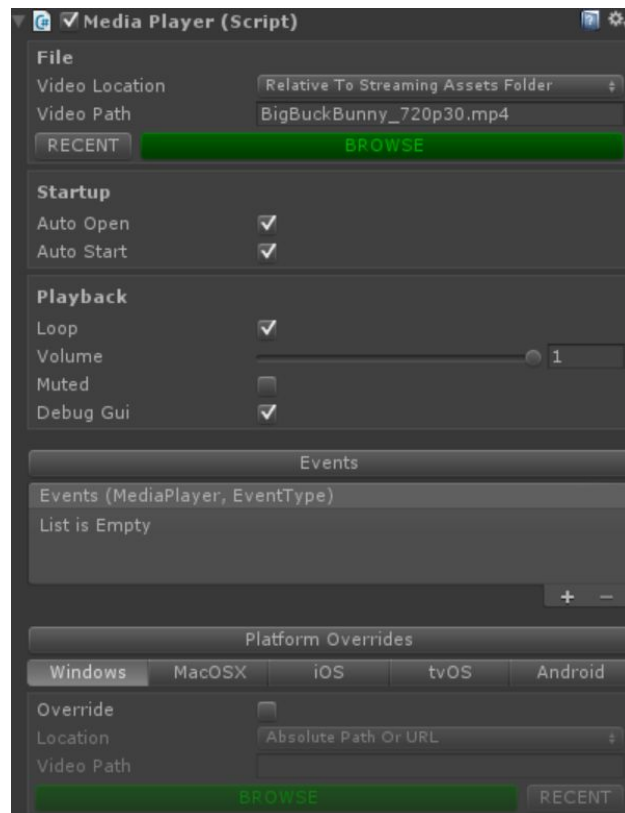 Media Player (Script)
File
Video Location Relative To Streaming Assets Folder
Video Path BigBuckBunny_720p30.mp4
RECENT BROWSE
Startup
Auto Open
Auto Start
Playback
Loop
Volume 1
Muted
Debug Gui
Events
Events (MediaPlayer, EventType)
List is Empty
+ −
Platform Overrides
Windows MacOSX iOS tvOS Android
Override
Location Absolute Path Or URL
Video Path
BROWSE RECENT